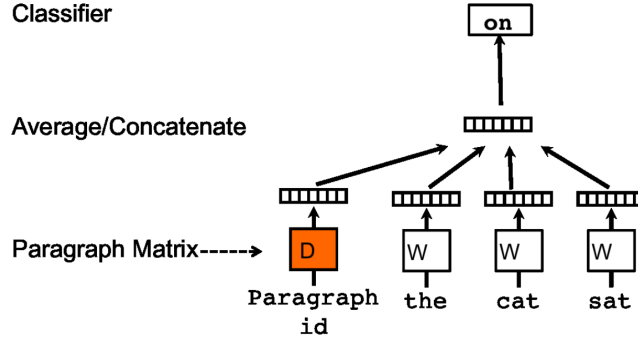 Classifier
on
Average/Concatenate
Paragraph Matrix
D
W
W
W
Paragraph
id
the
cat
sat